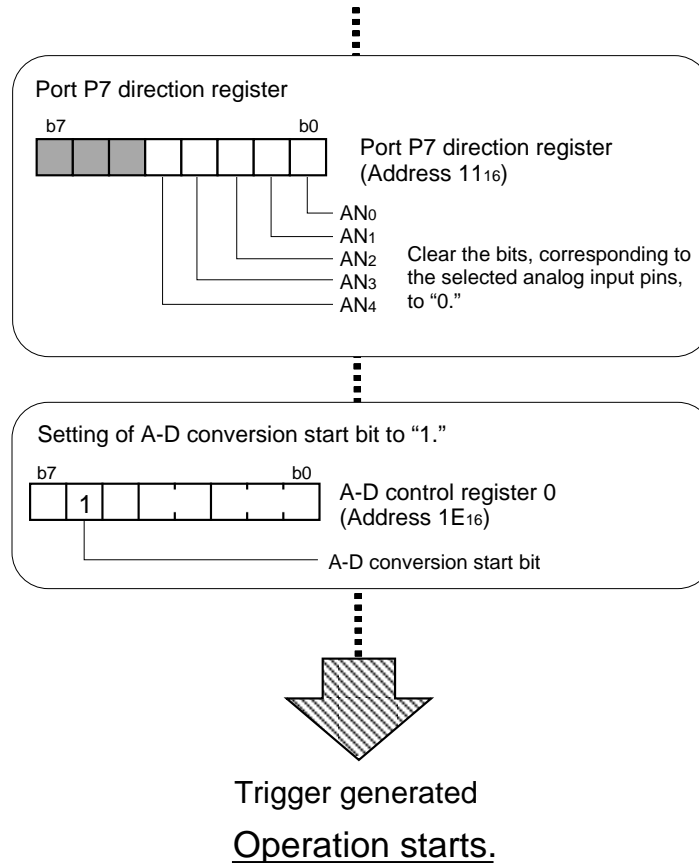 Port P7 direction register
b7 b0
Port P7 direction register
(Address 11₁₆)
AN₀
AN₁
AN₂
AN₃
AN₄
Clear the bits, corresponding to
the selected analog input pins,
to “0.”
Setting of A-D conversion start bit to “1.”
b7 b0
1
A-D control register 0
(Address 1E₁₆)
A-D conversion start bit
Trigger generated
Operation starts.